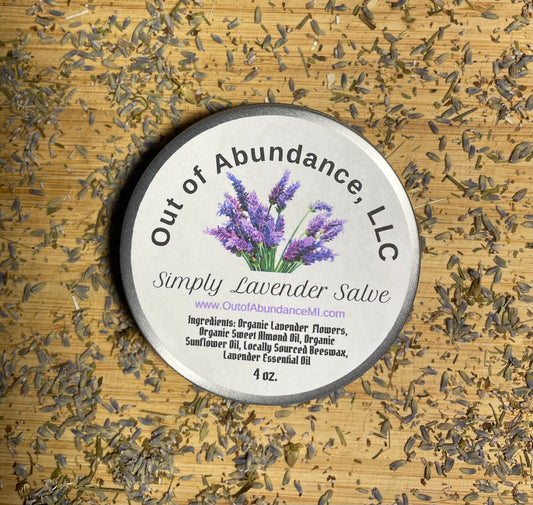 Out of Abundance, LLC
Simply Lavender Salve
www.OutofAbundanceMI.com
Ingredients: Organic Lavender Flowers,
Organic Sweet Almond Oil, Organic
Sunflower Oil, Locally Sourced Beeswax,
Lavender Essential Oil
4 oz.